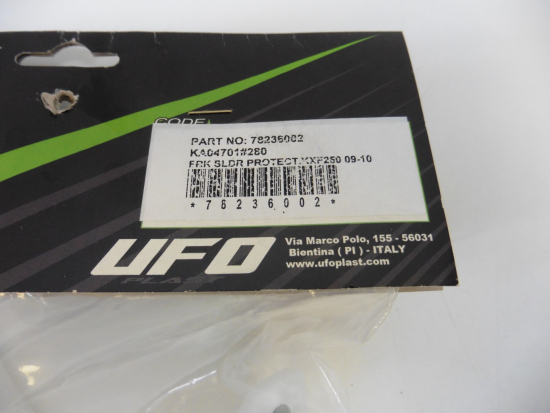 CODE
PART NO: 78236002
KA04701#280
FRK SLDR PROTECT.KXF250 09-10
*78236002*
UFO
PLAST
Via Marco Polo, 155 - 56031
Bientina ( PI ) - ITALY
www.ufoplast.com